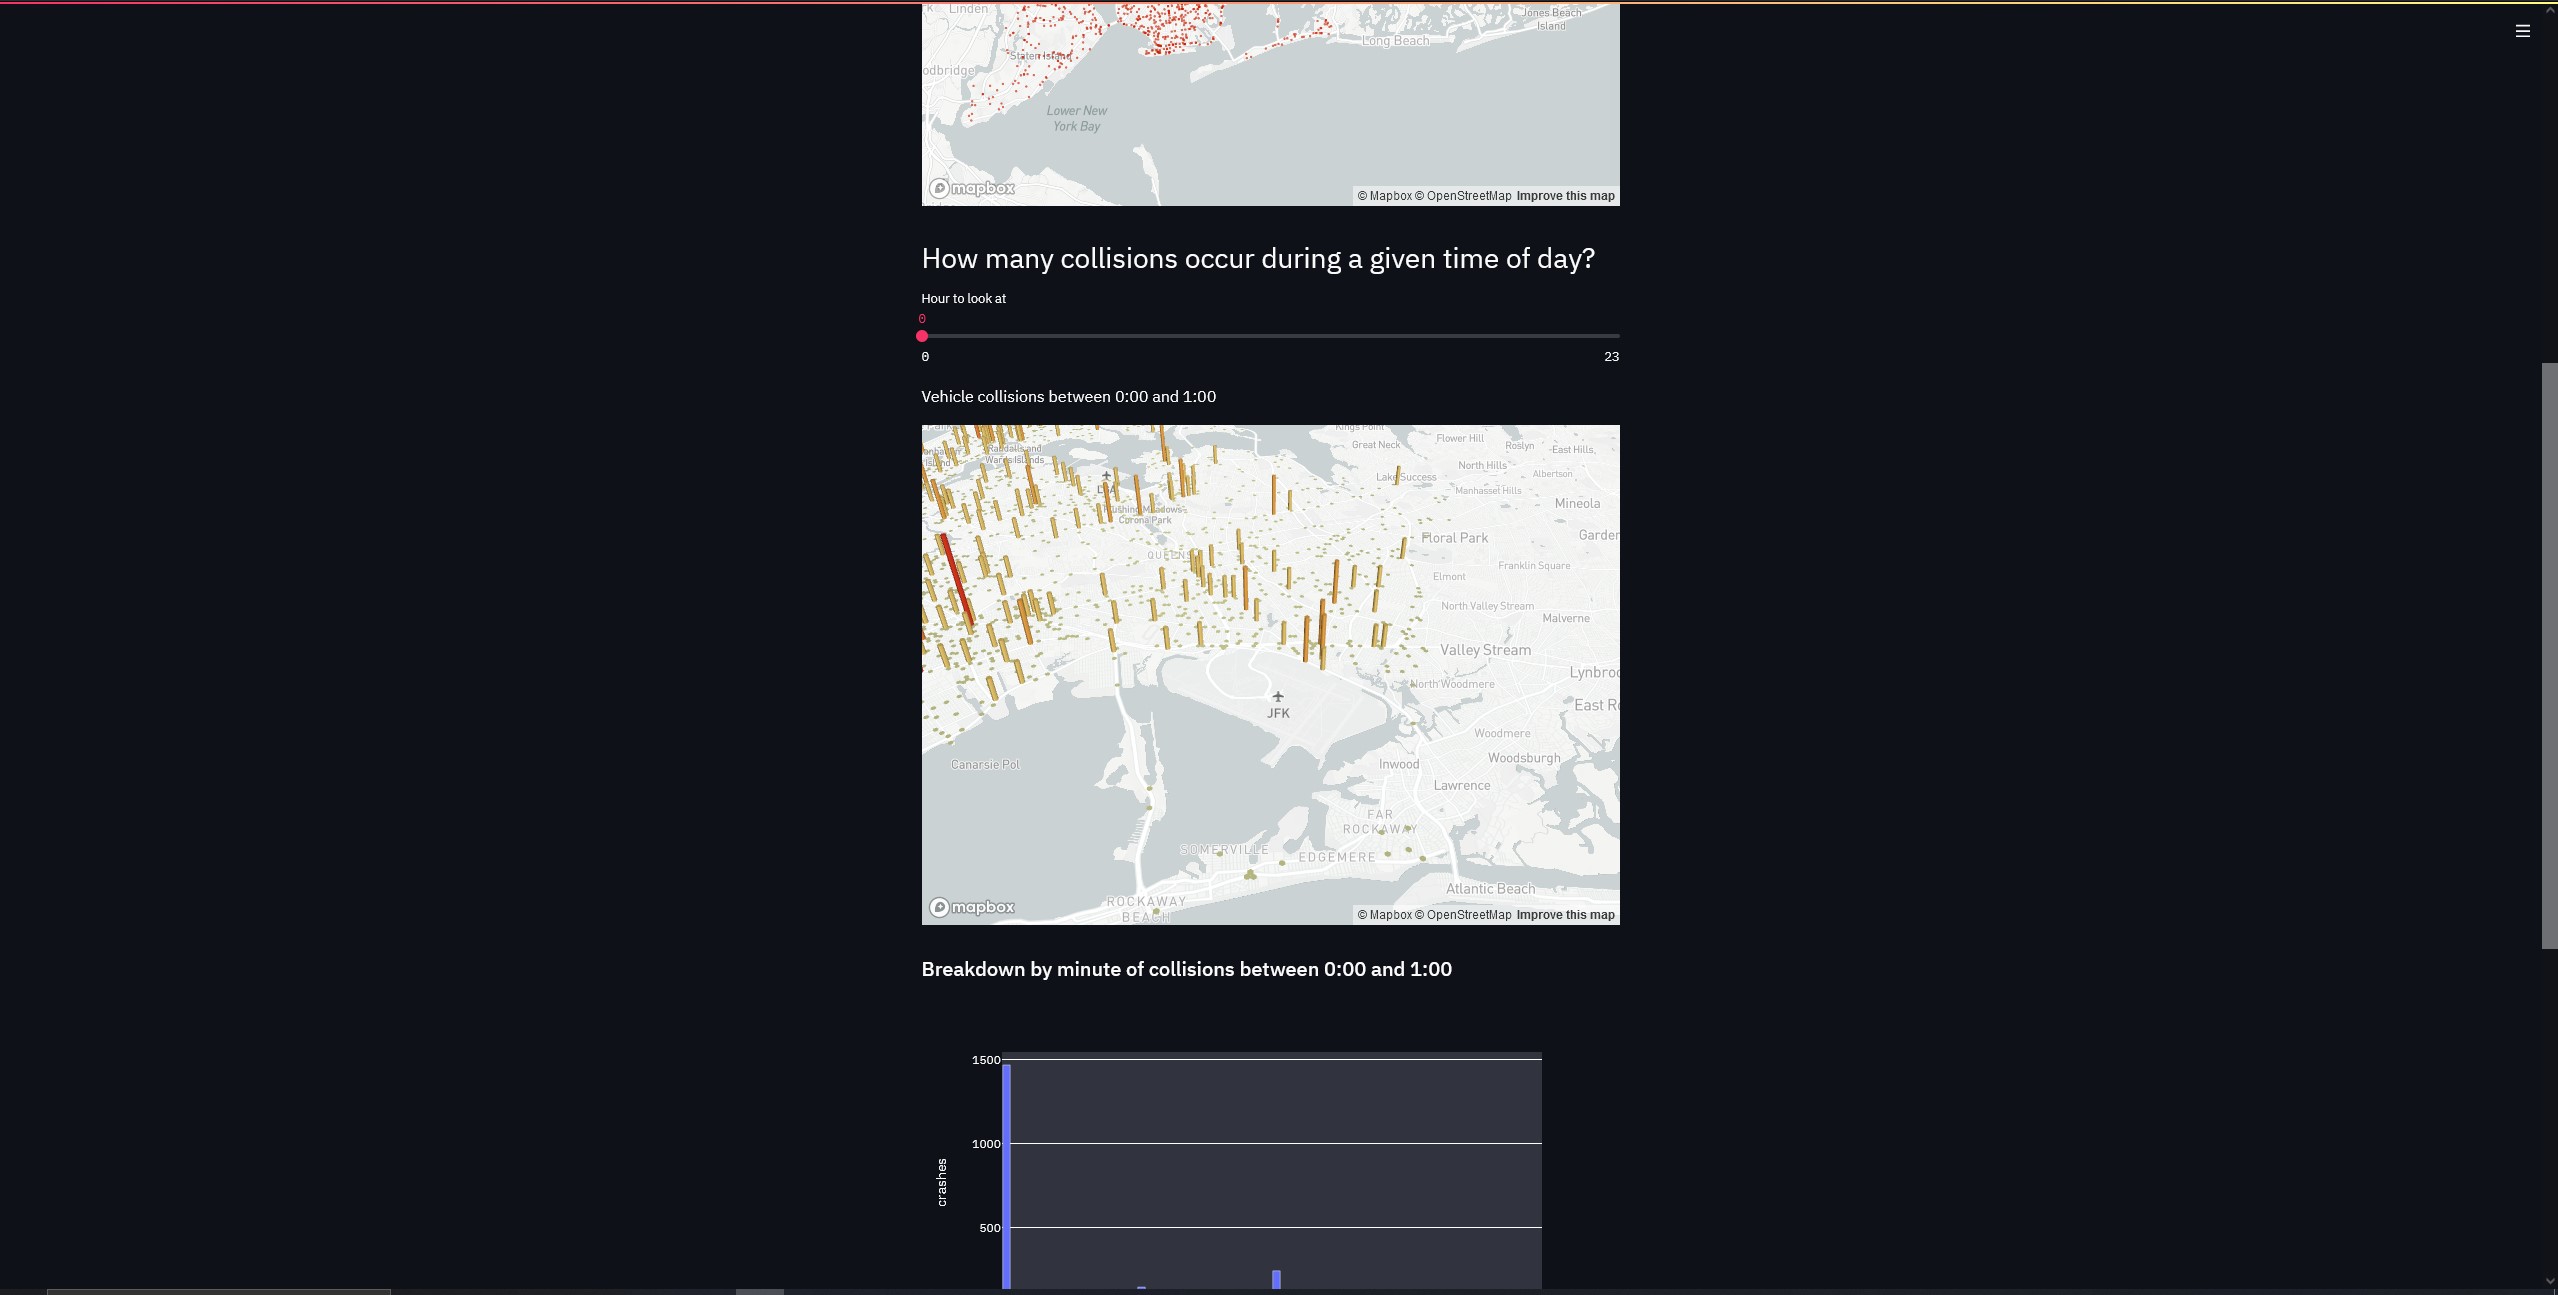 Linden
Jones Beach
Island
Long Beach
Staten Island
odbridge
Lower New
York Bay
mapbox
© Mapbox © OpenStreetMap Improve this map
How many collisions occur during a given time of day?
Hour to look at
0
0
23
Vehicle collisions between 0:00 and 1:00
Kings Point
Great Neck
Flower Hill
Roslyn
East Hills
Randalls and
Wards Islands
Island
North Hills
Lake Success
Albertson
Manhasset Hills
Mineola
LGA
Flushing Meadows-
Corona Park
Floral Park
Garden
QUEENS
Franklin Square
Elmont
North Valley Stream
Malverne
Valley Stream
Lynbroo
North Woodmere
JFK
East Ro
Woodmere
Canarsie Pol
Inwood
Woodsburgh
Lawrence
FAR
ROCKAWAY
SOMERVILLE
EDGEMERE
Atlantic Beach
ROCKAWAY
BEACH
mapbox
© Mapbox © OpenStreetMap Improve this map
Breakdown by minute of collisions between 0:00 and 1:00
1500
1000
crashes
500